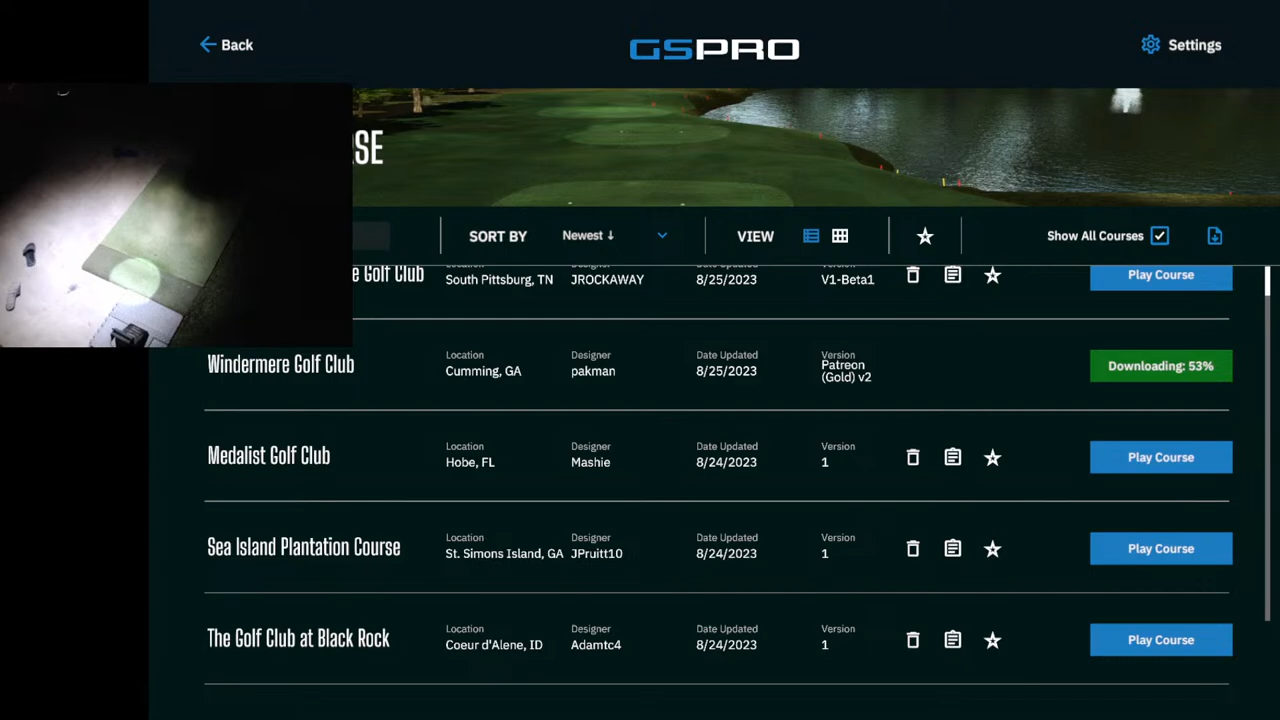 Back
GSPRO
Settings
SE
SORT BY
Newest ↓
VIEW
Show All Courses
e Golf Club
South Pittsburg, TN
JROCKAWAY
8/25/2023
V1-Beta1
Play Course
Windermere Golf Club
Location
Cumming, GA
Designer
pakman
Date Updated
8/25/2023
Version
Patreon
(Gold) v2
Downloading: 53%
Medalist Golf Club
Location
Hobe, FL
Designer
Mashie
Date Updated
8/24/2023
Version
1
Play Course
Sea Island Plantation Course
Location
St. Simons Island, GA
Designer
JPruitt10
Date Updated
8/24/2023
Version
1
Play Course
The Golf Club at Black Rock
Location
Coeur d'Alene, ID
Designer
Adamtc4
Date Updated
8/24/2023
Version
1
Play Course